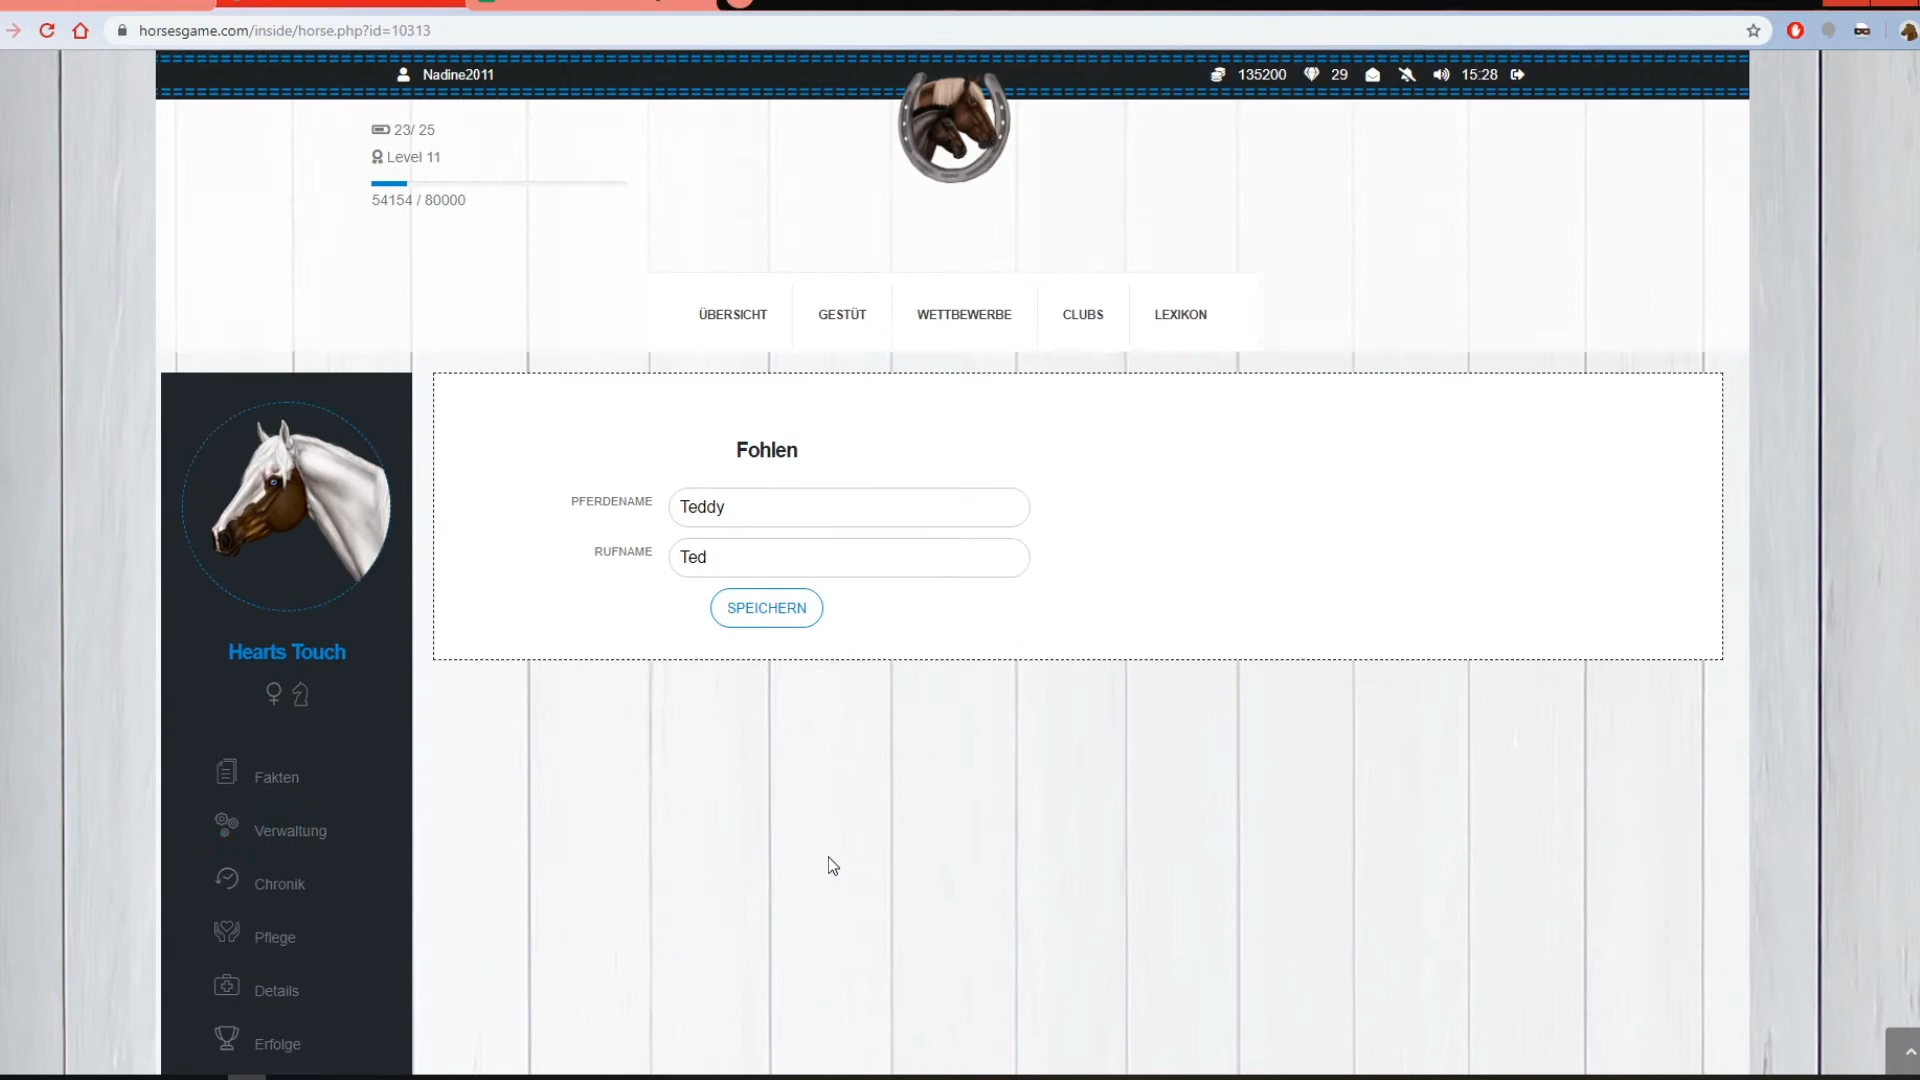 horsesgame.com/inside/horse.php?id=10313
Nadine2011
135200 29 15:28
23/ 25
Level 11
54154 / 80000
ÜBERSICHT GESTÜT WETTBEWERBE CLUBS LEXIKON
Fohlen
PFERDENAME Teddy
RUFNAME Ted
SPEICHERN
Hearts Touch
Fakten
Verwaltung
Chronik
Pflege
Details
Erfolge